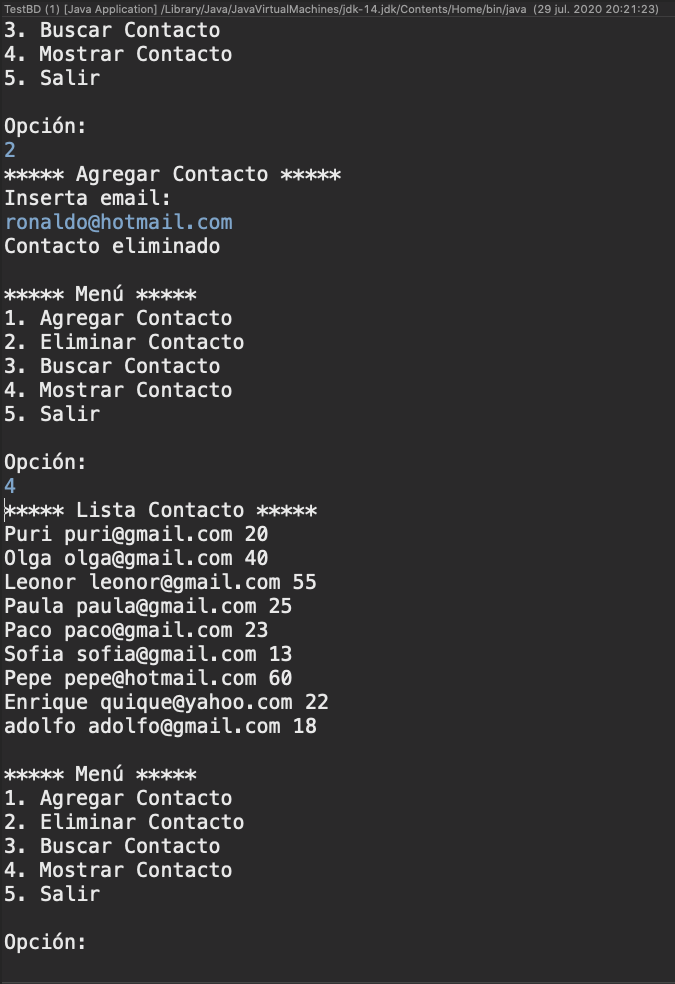 TestBD (1) [Java Application] /Library/Java/JavaVirtualMachines/jdk-14.jdk/Contents/Home/bin/java (29 jul. 2020 20:21:23)
3. Buscar Contacto
4. Mostrar Contacto
5. Salir
Opción:
2
***** Agregar Contacto *****
Inserta email:
ronaldo@hotmail.com
Contacto eliminado
***** Menú *****
1. Agregar Contacto
2. Eliminar Contacto
3. Buscar Contacto
4. Mostrar Contacto
5. Salir
Opción:
4
***** Lista Contacto *****
Puri puri@gmail.com 20
Olga olga@gmail.com 40
Leonor leonor@gmail.com 55
Paula paula@gmail.com 25
Paco paco@gmail.com 23
Sofia sofia@gmail.com 13
Pepe pepe@hotmail.com 60
Enrique quique@yahoo.com 22
adolfo adolfo@gmail.com 18
***** Menú *****
1. Agregar Contacto
2. Eliminar Contacto
3. Buscar Contacto
4. Mostrar Contacto
5. Salir
Opción: